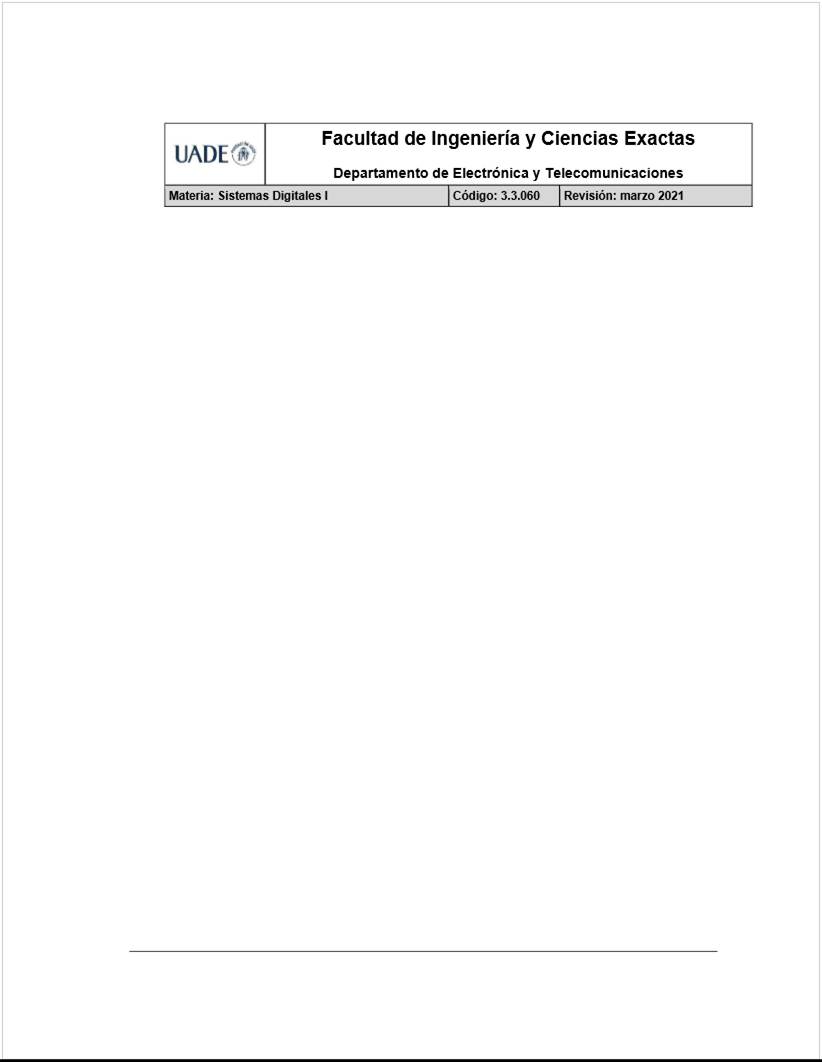 Facultad de Ingeniería y Ciencias Exactas
UADE
Departamento de Electrónica y Telecomunicaciones
Materia: Sistemas Digitales I
Código: 3.3.060
Revisión: marzo 2021